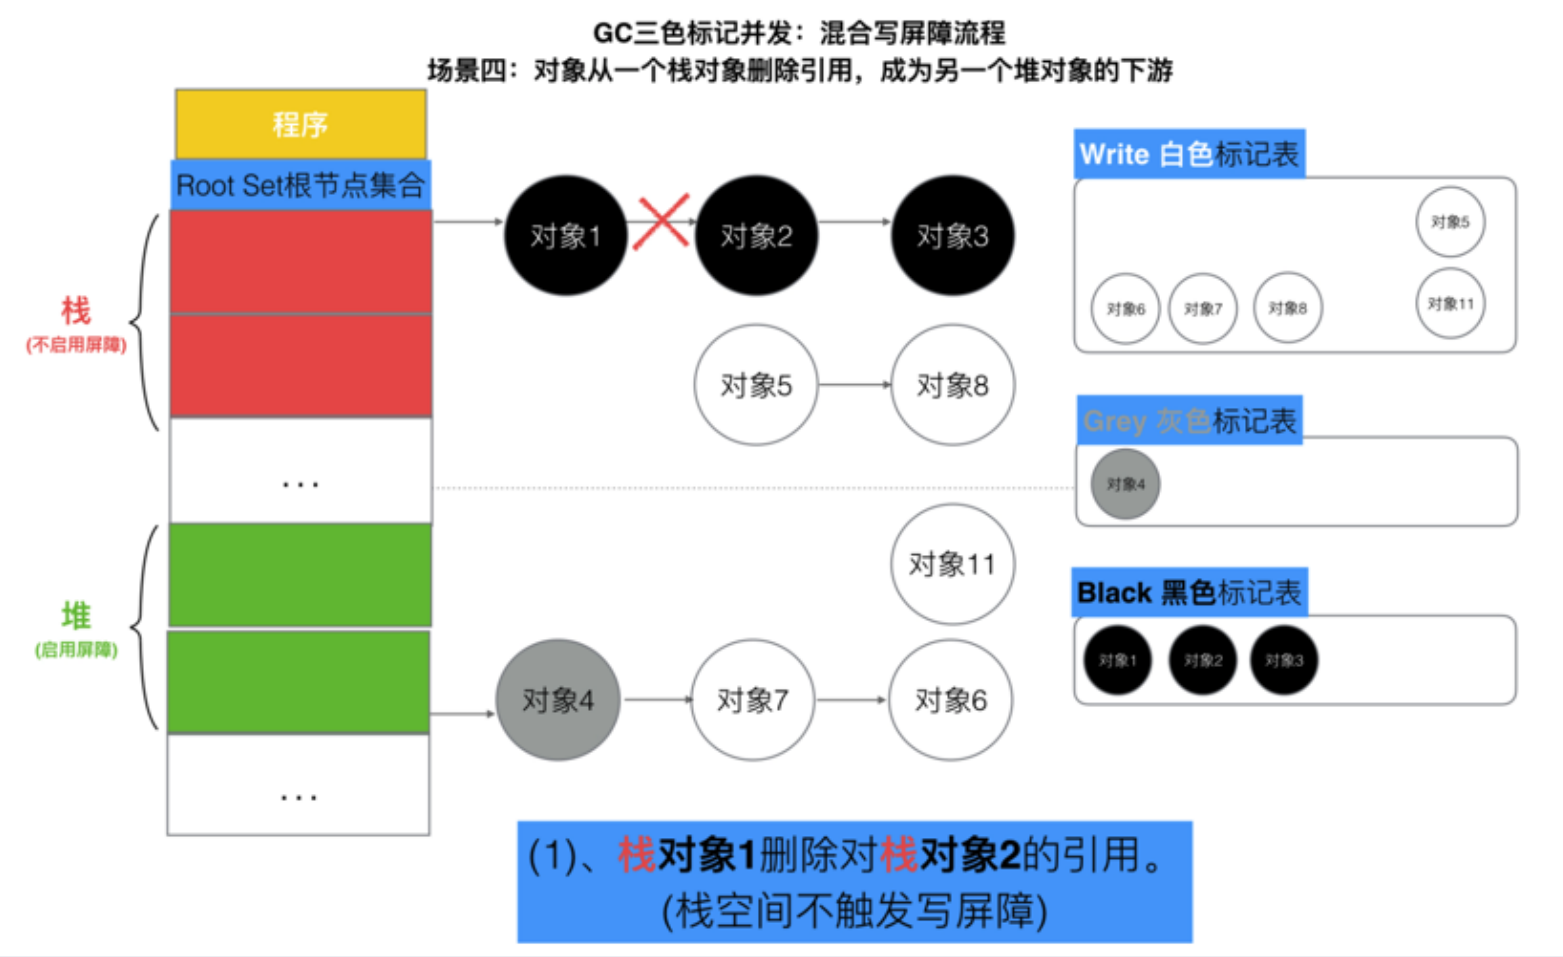 GC三色标记并发：混合写屏障流程
场景四：对象从一个栈对象删除引用，成为另一个堆对象的下游
程序
Root Set根节点集合
栈
(不启用屏障)
...
堆
(启用屏障)
...
对象1
对象2
对象3
对象5
对象8
对象11
对象4
对象7
对象6
Write 白色标记表
对象5
对象6
对象7
对象8
对象11
Grey 灰色标记表
对象4
Black 黑色标记表
对象1
对象2
对象3
(1)、栈对象1删除对栈对象2的引用。
(栈空间不触发写屏障)